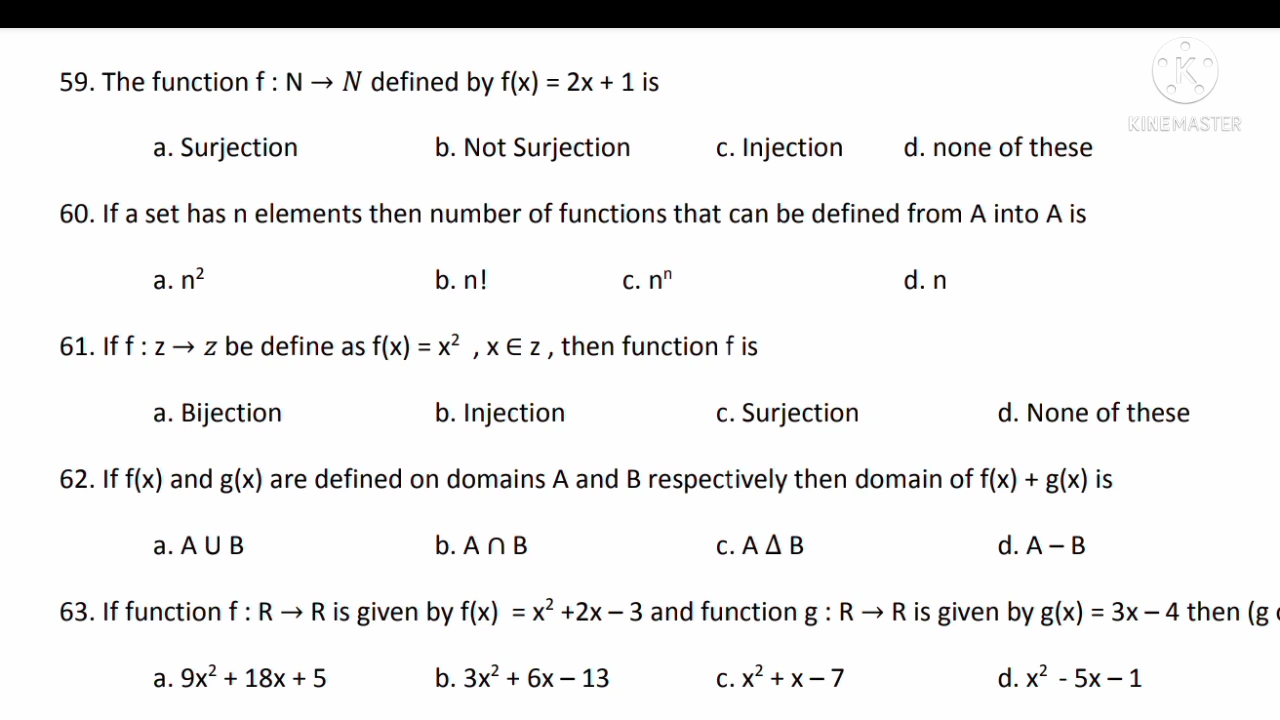 KINEMASTER
59. The function f : N → N defined by f(x) = 2x + 1 is
a. Surjection b. Not Surjection c. Injection d. none of these
60. If a set has n elements then number of functions that can be defined from A into A is
a. n² b. n! c. nⁿ d. n
61. If f : z → z be define as f(x) = x² , x ∈ z , then function f is
a. Bijection b. Injection c. Surjection d. None of these
62. If f(x) and g(x) are defined on domains A and B respectively then domain of f(x) + g(x) is
a. A ∪ B b. A ∩ B c. A Δ B d. A – B
63. If function f : R → R is given by f(x) = x² +2x – 3 and function g : R → R is given by g(x) = 3x – 4 then (g
a. 9x² + 18x + 5 b. 3x² + 6x – 13 c. x² + x – 7 d. x² - 5x – 1